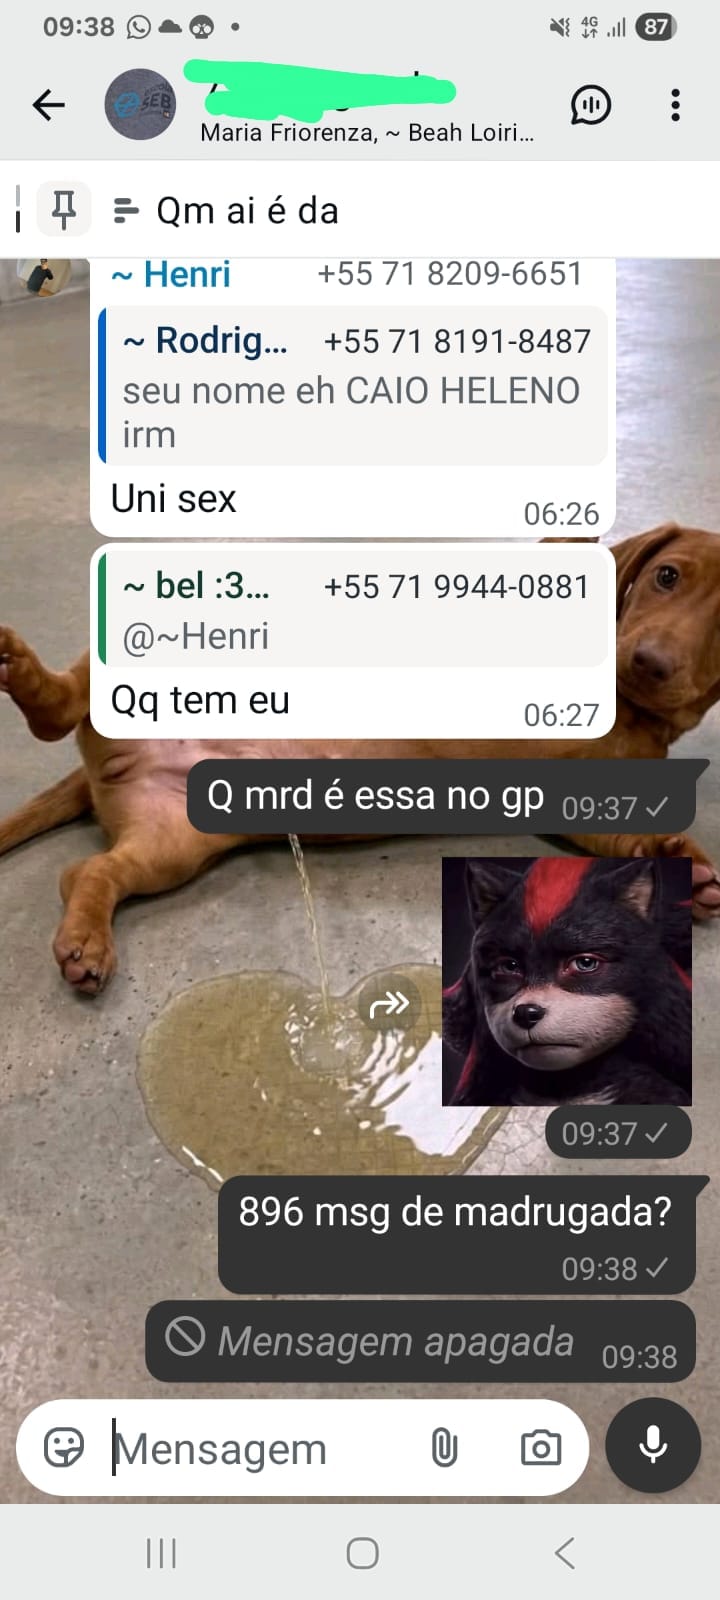 09:38
4G
87
SEB
Maria Friorenza, ~ Beah Loiri...
Qm ai é da
~ Henri +55 71 8209-6651
~ Rodrig... +55 71 8191-8487
seu nome eh CAIO HELENO
irm
Uni sex
06:26
~ bel :3... +55 71 9944-0881
@~Henri
Qq tem eu
06:27
Q mrd é essa no gp 09:37
09:37
896 msg de madrugada?
09:38
Mensagem apagada 09:38
Mensagem